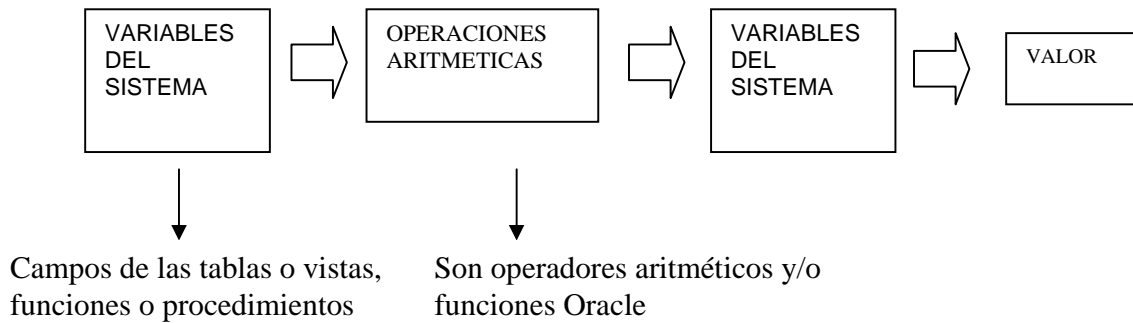 VARIABLES
DEL
SISTEMA
OPERACIONES
ARITMETICAS
VARIABLES
DEL
SISTEMA
VALOR
Campos de las tablas o vistas,
funciones o procedimientos
Son operadores aritméticos y/o
funciones Oracle